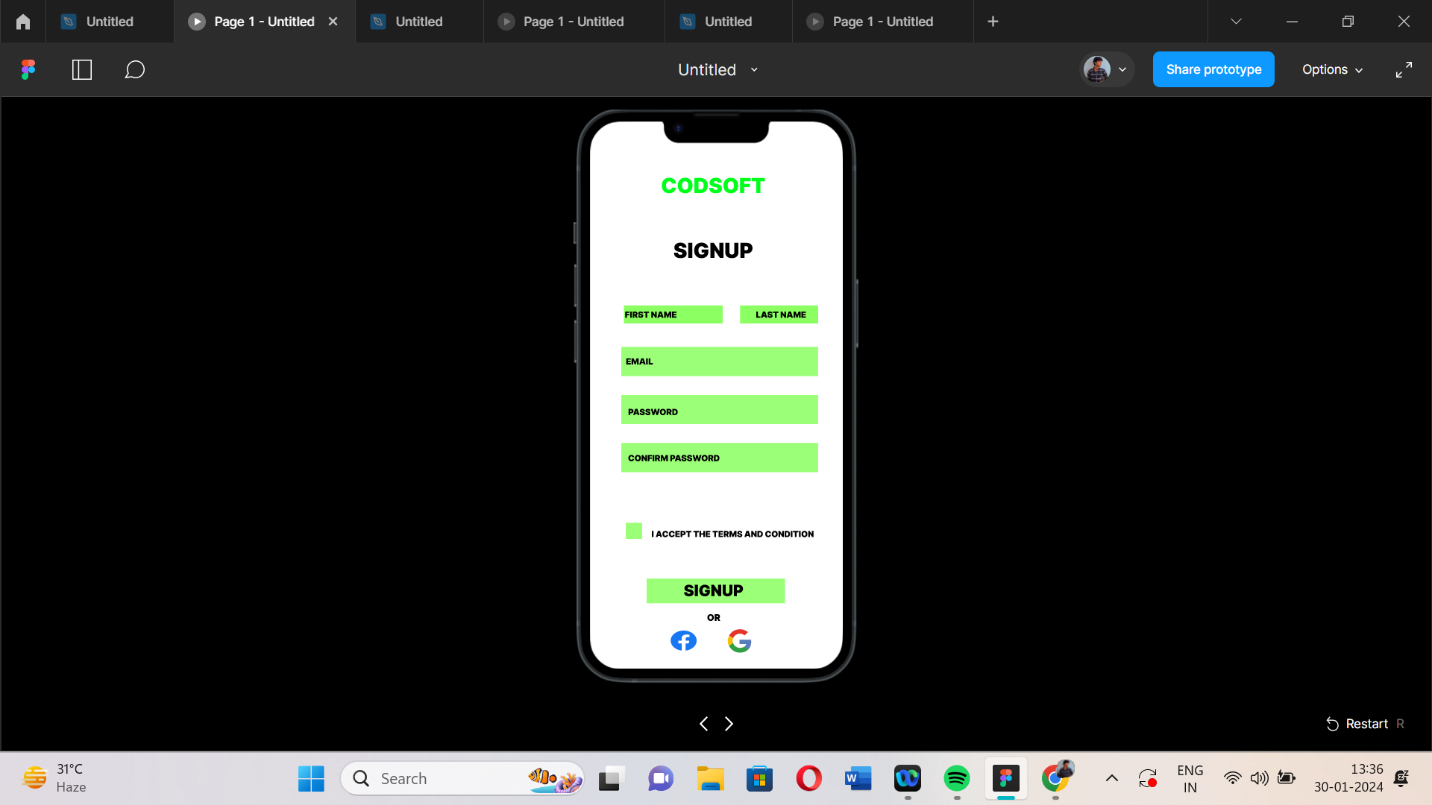 Untitled
Page 1 - Untitled
Untitled
Page 1 - Untitled
Untitled
Page 1 - Untitled
Untitled
Share prototype
Options
CODSOFT
SIGNUP
FIRST NAME
LAST NAME
EMAIL
PASSWORD
CONFIRM PASSWORD
I ACCEPT THE TERMS AND CONDITION
SIGNUP
OR
Restart R
31°C
Haze
Search
ENG
IN
13:36
30-01-2024